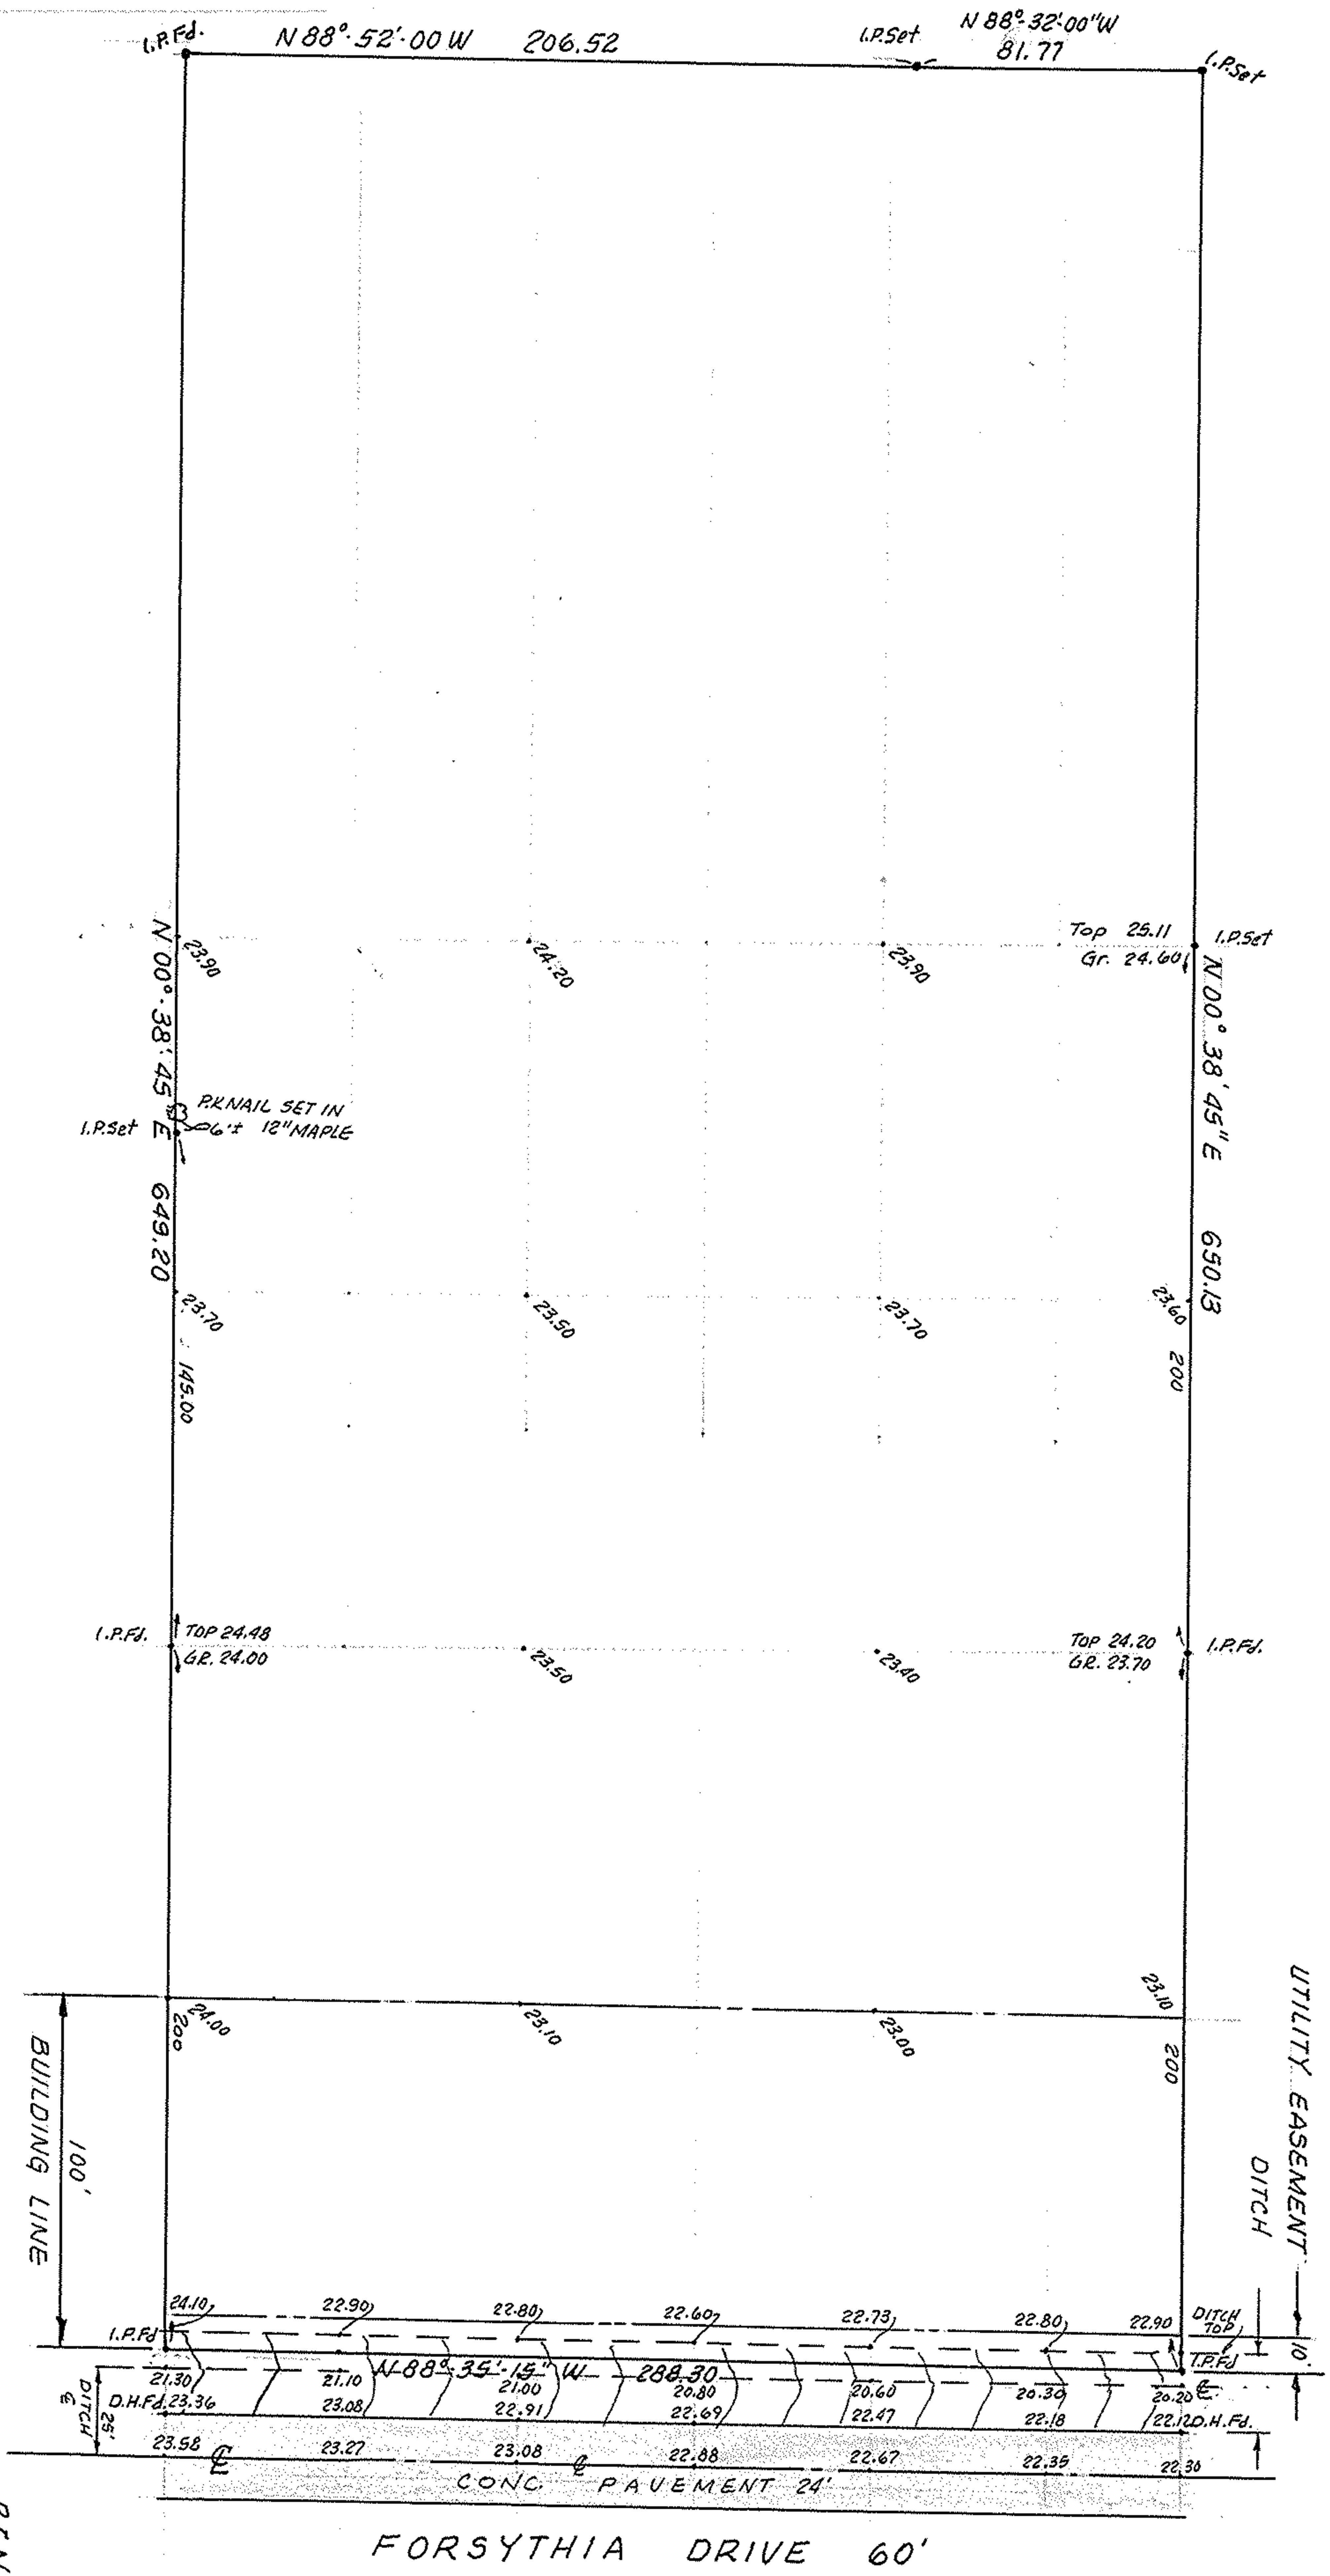 I.P.Fd. N 88°-52'-00 W 206.52 I.P.Set N 88°-32'-00" W
81.77
I.P.Set
Top 25.11 I.P.Set
Gr. 24.60
23.90 24.20 23.90
N 00°-38'-45" E 649.20
N 00° 38' 45" E 650.13
P.K NAIL SET IN
I.P.Set 6'± 12" MAPLE
23.70 23.50 23.70 23.60
145.00 200
I.P.Fd. TOP 24.48 TOP 24.20 I.P.Fd.
GR. 24.00 23.50 23.40 GR. 23.70
24.00 23.10 23.00 23.10
200 200
BUILDING LINE
100'
UTILITY EASEMENT
10'
DITCH
24.10 22.90 22.80 22.60 22.73 22.80 22.90 DITCH
TOP
I.P.Fd I.P.Fd
N-88°-35'-15" W 288.30
21.30 21.10 21.00 20.80 20.60 20.30 20.20 ℄
D.H.Fd. 23.36 23.08 22.91 22.69 22.47 22.18 22.12 D.H.Fd.
DITCH ℄
25'
23.58 ℄ 23.27 23.08 ℄ 22.88 22.67 22.35 22.30
CONC. PAVEMENT 24'
FORSYTHIA DRIVE 60'